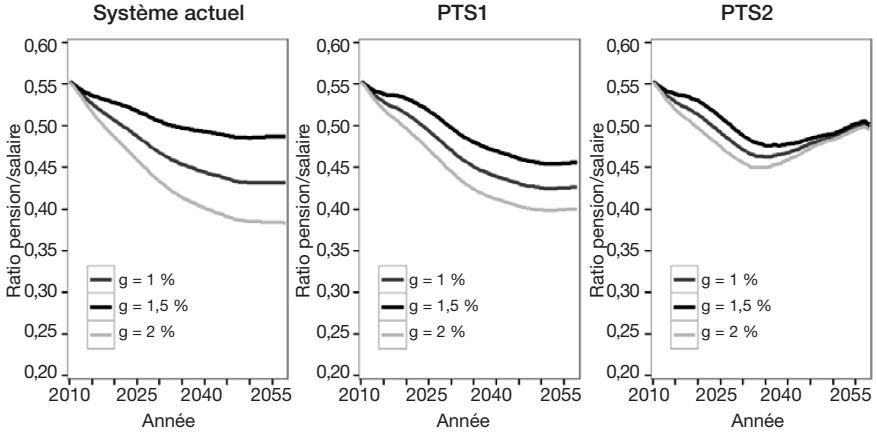 Système actuel
Ratio pension/salaire
0,60
0,55
0,50
0,45
0,40
0,35
0,30
0,25
0,20
g = 1 %
g = 1,5 %
g = 2 %
2010 2025 2040 2055
Année
PTS1
Ratio pension/salaire
0,60
0,55
0,50
0,45
0,40
0,35
0,30
0,25
0,20
g = 1 %
g = 1,5 %
g = 2 %
2010 2025 2040 2055
Année
PTS2
Ratio pension/salaire
0,60
0,55
0,50
0,45
0,40
0,35
0,30
0,25
0,20
g = 1 %
g = 1,5 %
g = 2 %
2010 2025 2040 2055
Année